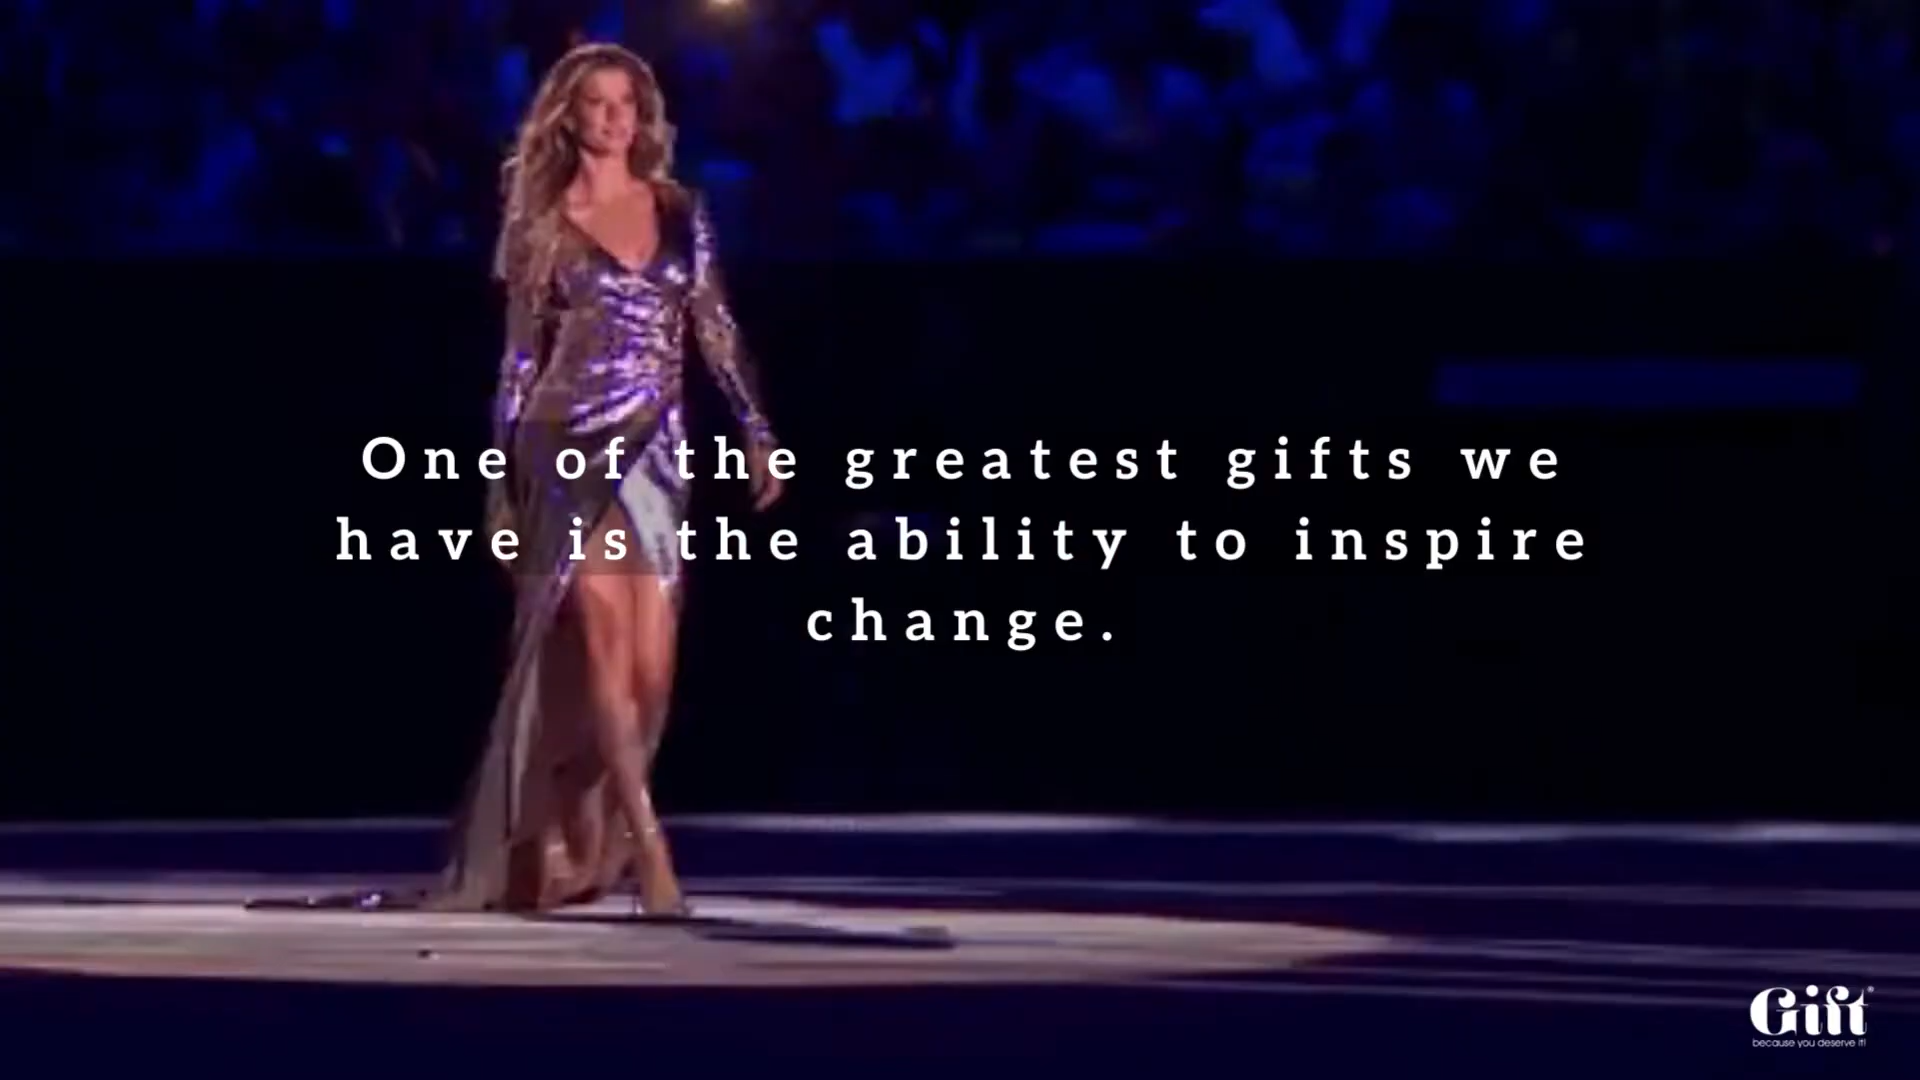 One of the greatest gifts we
have is the ability to inspire
change.
Gift®
because you deserve it!